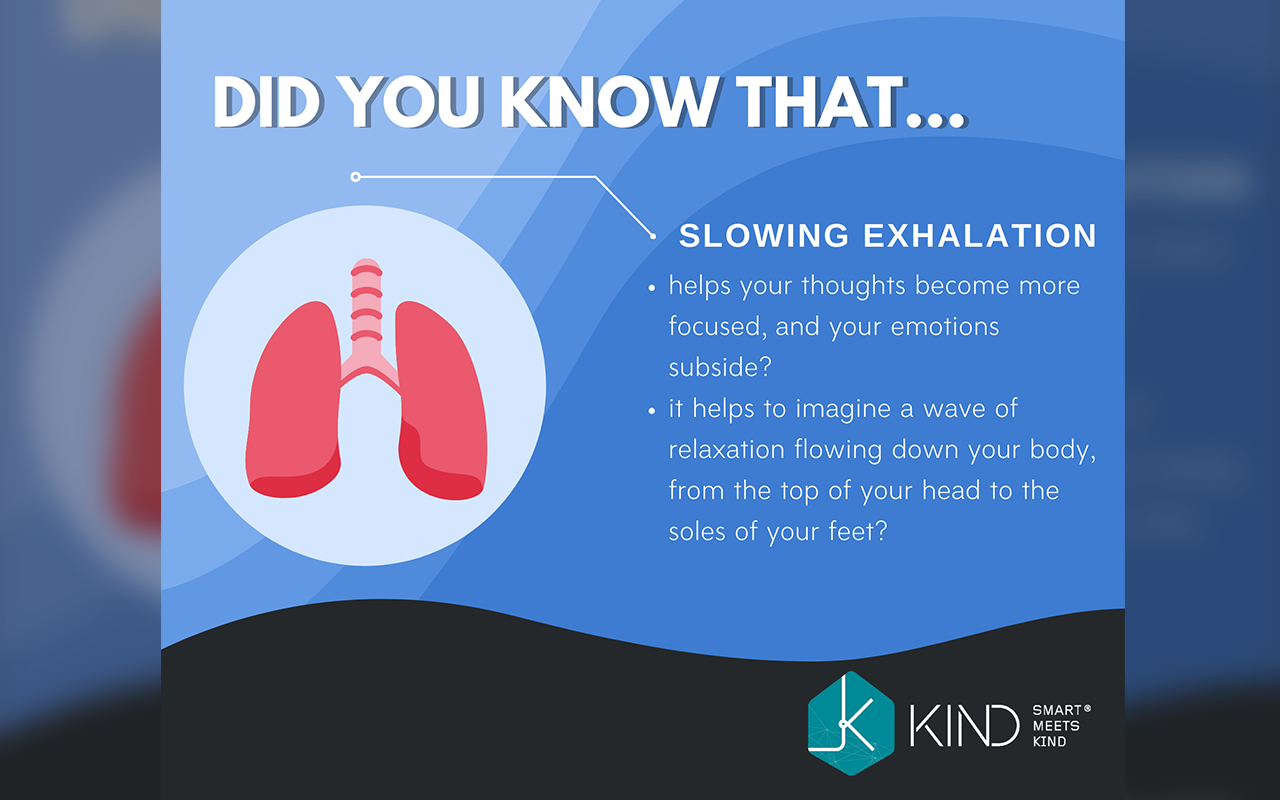 DID YOU KNOW THAT...
SLOWING EXHALATION
• helps your thoughts become more
focused, and your emotions
subside?
• it helps to imagine a wave of
relaxation flowing down your body,
from the top of your head to the
soles of your feet?
KIND
SMART®
MEETS
KIND